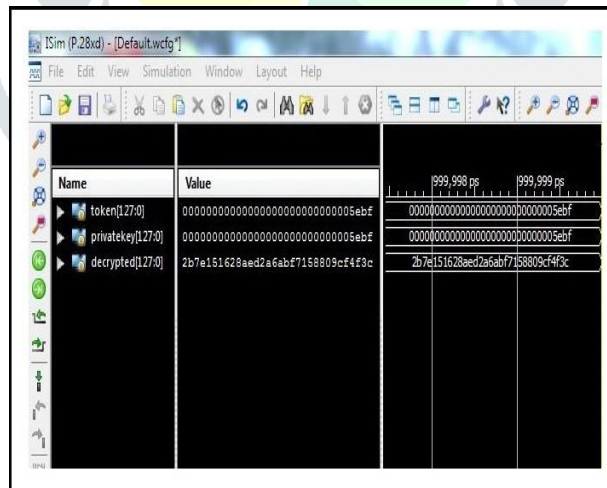 ISim (P.28xd) - [Default.wcfg*]
File Edit View Simulation Window Layout Help
999,998 ps 999,999 ps
Name Value
token[127:0] 00000000000000000000000000005ebf 00000000000000000000000000005ebf
privatekey[127:0] 00000000000000000000000000005ebf 00000000000000000000000000005ebf
decrypted[127:0] 2b7e151628aed2a6abf7158809cf4f3c 2b7e151628aed2a6abf7158809cf4f3c